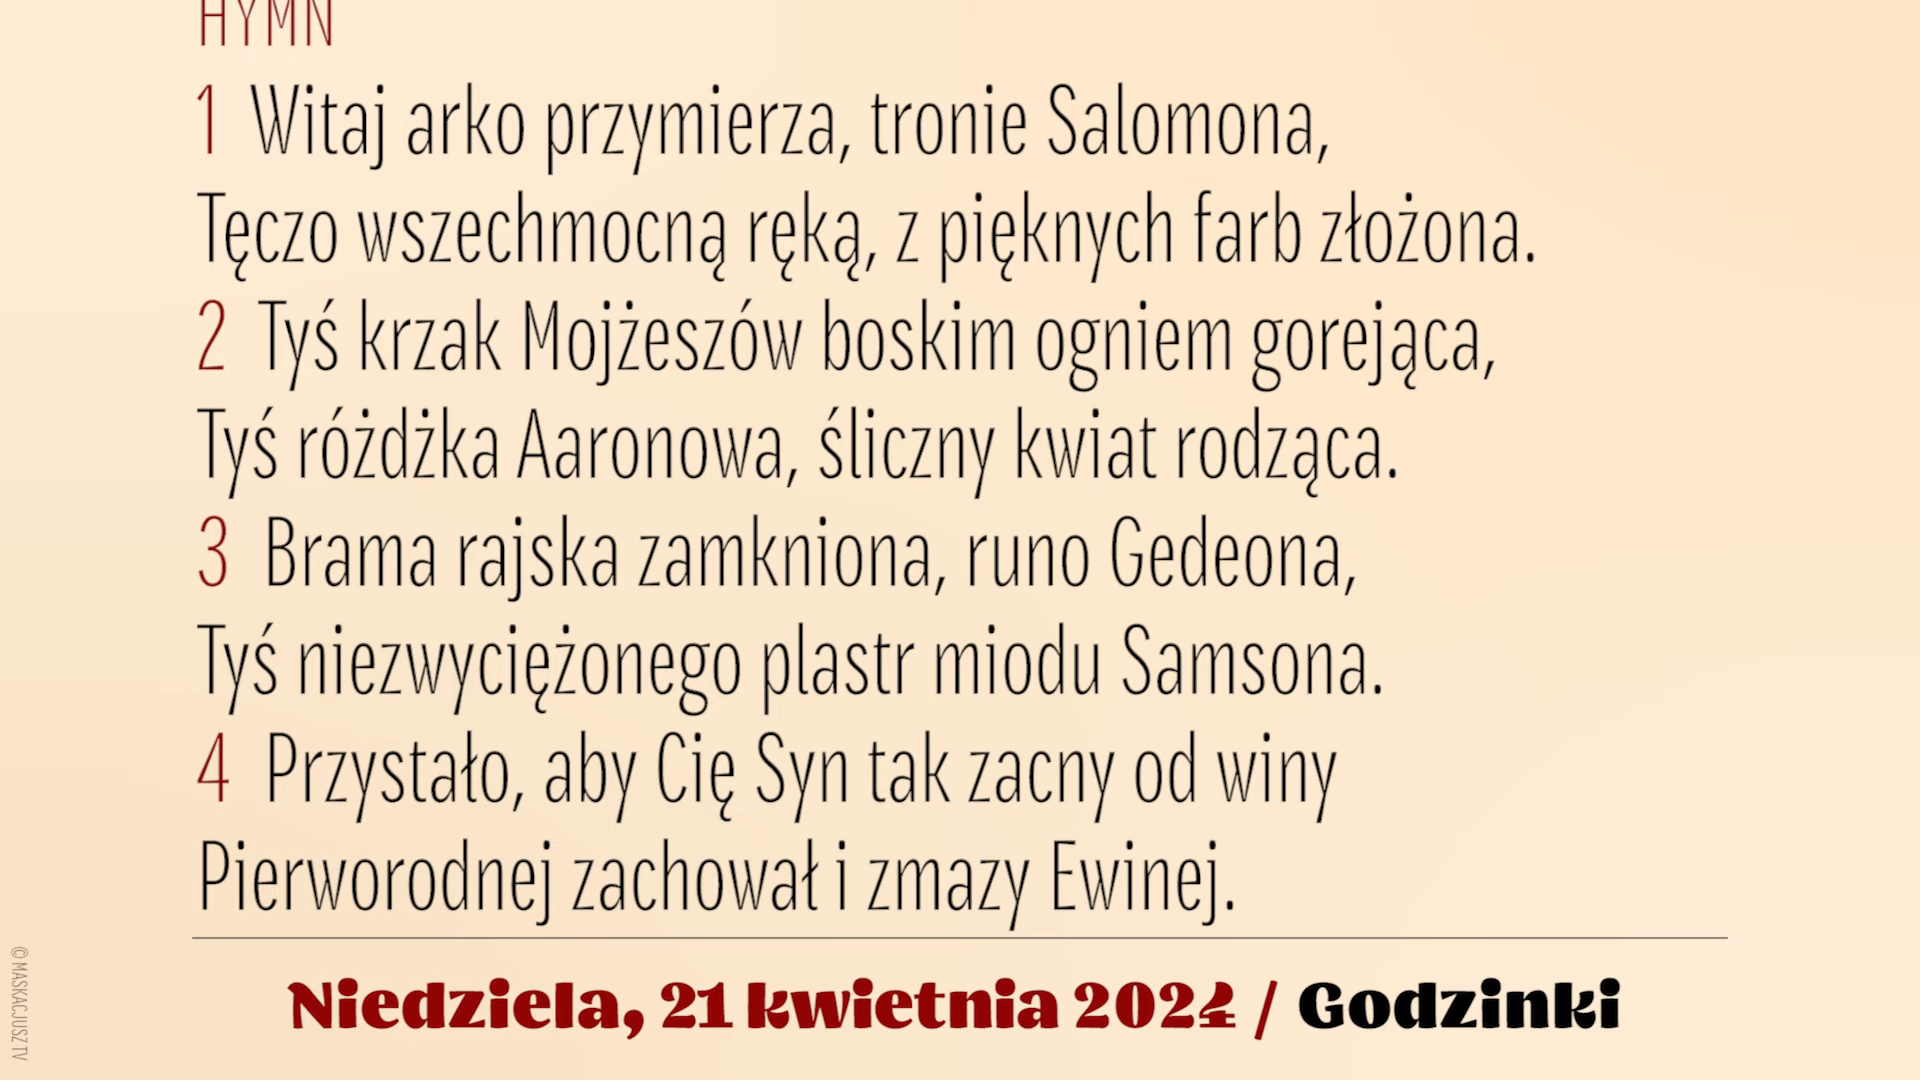 HYMN
1 Witaj arko przymierza, tronie Salomona,
Tęczo wszechmocną ręką, z pięknych farb złożona.
2 Tyś krzak Mojżeszów boskim ogniem gorejąca,
Tyś różdżka Aaronowa, śliczny kwiat rodząca.
3 Brama rajska zamkniona, runo Gedeona,
Tyś niezwyciężonego plastr miodu Samsona.
4 Przystało, aby Cię Syn tak zacny od winy
Pierworodnej zachował i zmazy Ewinej.
Niedziela, 21 kwietnia 2024 / Godzinki
© MASKACJUSZ TV